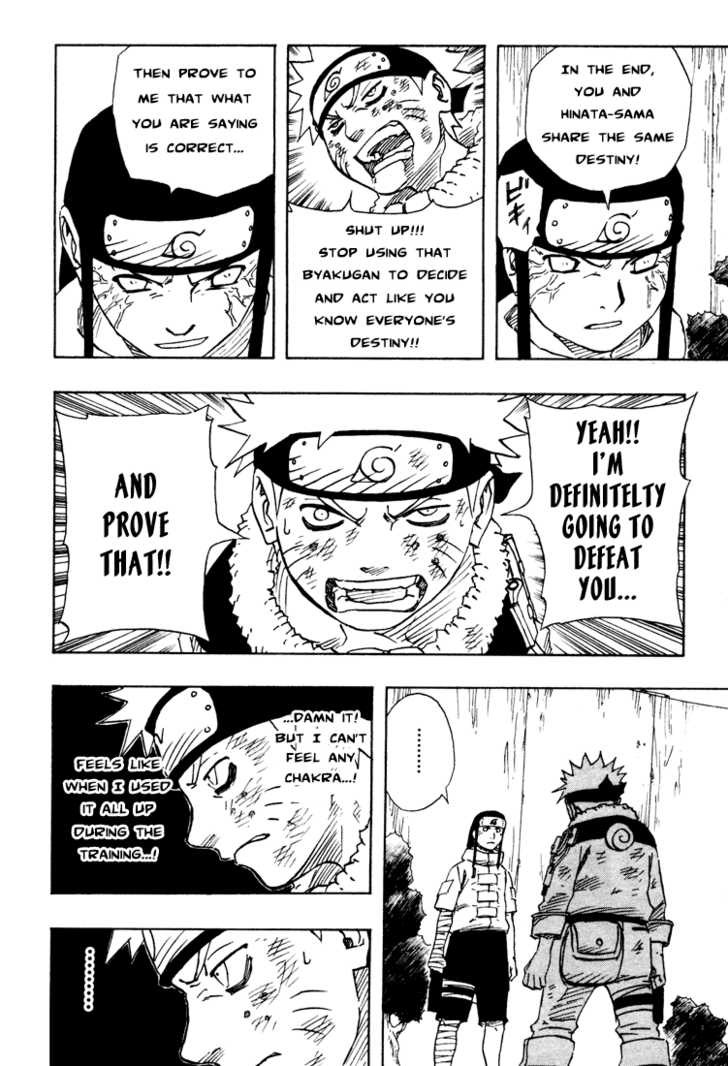 IN THE END,
YOU AND
HINATA-SAMA
SHARE THE SAME
DESTINY!
ビキィ
SHUT UP!!!
STOP USING THAT
BYAKUGAN TO DECIDE
AND ACT LIKE YOU
KNOW EVERYONE'S
DESTINY!!
THEN PROVE TO
ME THAT WHAT
YOU ARE SAYING
IS CORRECT...
YEAH!!
I'M
DEFINITELTY
GOING TO
DEFEAT
YOU...
AND
PROVE
THAT!!
.........
...DAMN IT!
BUT I CAN'T
FEEL ANY
CHAKRA...!
FEELS LIKE
WHEN I USED
IT ALL UP
DURING THE
TRAINING...!
.........